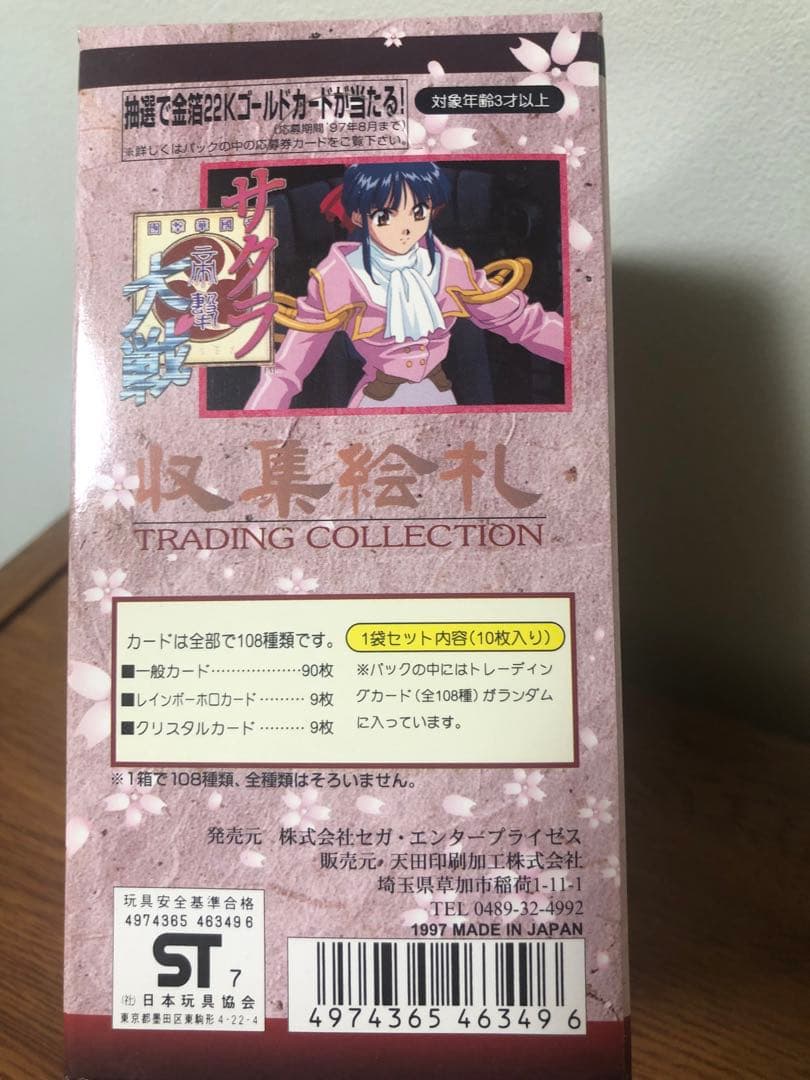 抽選で金箔22Kゴールドカードが当たる!
(応募期間 '97年8月まで)
※詳しくはパックの中の応募券カードをご覧下さい。
対象年齢3才以上
サクラ
大戦
帝撃
収集絵札
TRADING COLLECTION
カードは全部で108種類です。
■一般カード………………90枚
■レインボーホロカード………9枚
■クリスタルカード………9枚
1袋セット内容(10枚入り)
※パックの中にはトレーディン
グカード(全108種)がランダム
に入っています。
※1箱で108種類、全種類はそろいません。
発売元 株式会社セガ・エンタープライゼス
販売元 天田印刷加工株式会社
埼玉県草加市稲荷1-11-1
TEL 0489-32-4992
1997 MADE IN JAPAN
玩具安全基準合格
4974365 463496
ST 7
(社)日本玩具協会
東京都墨田区東駒形4-22-4
4974365 463496